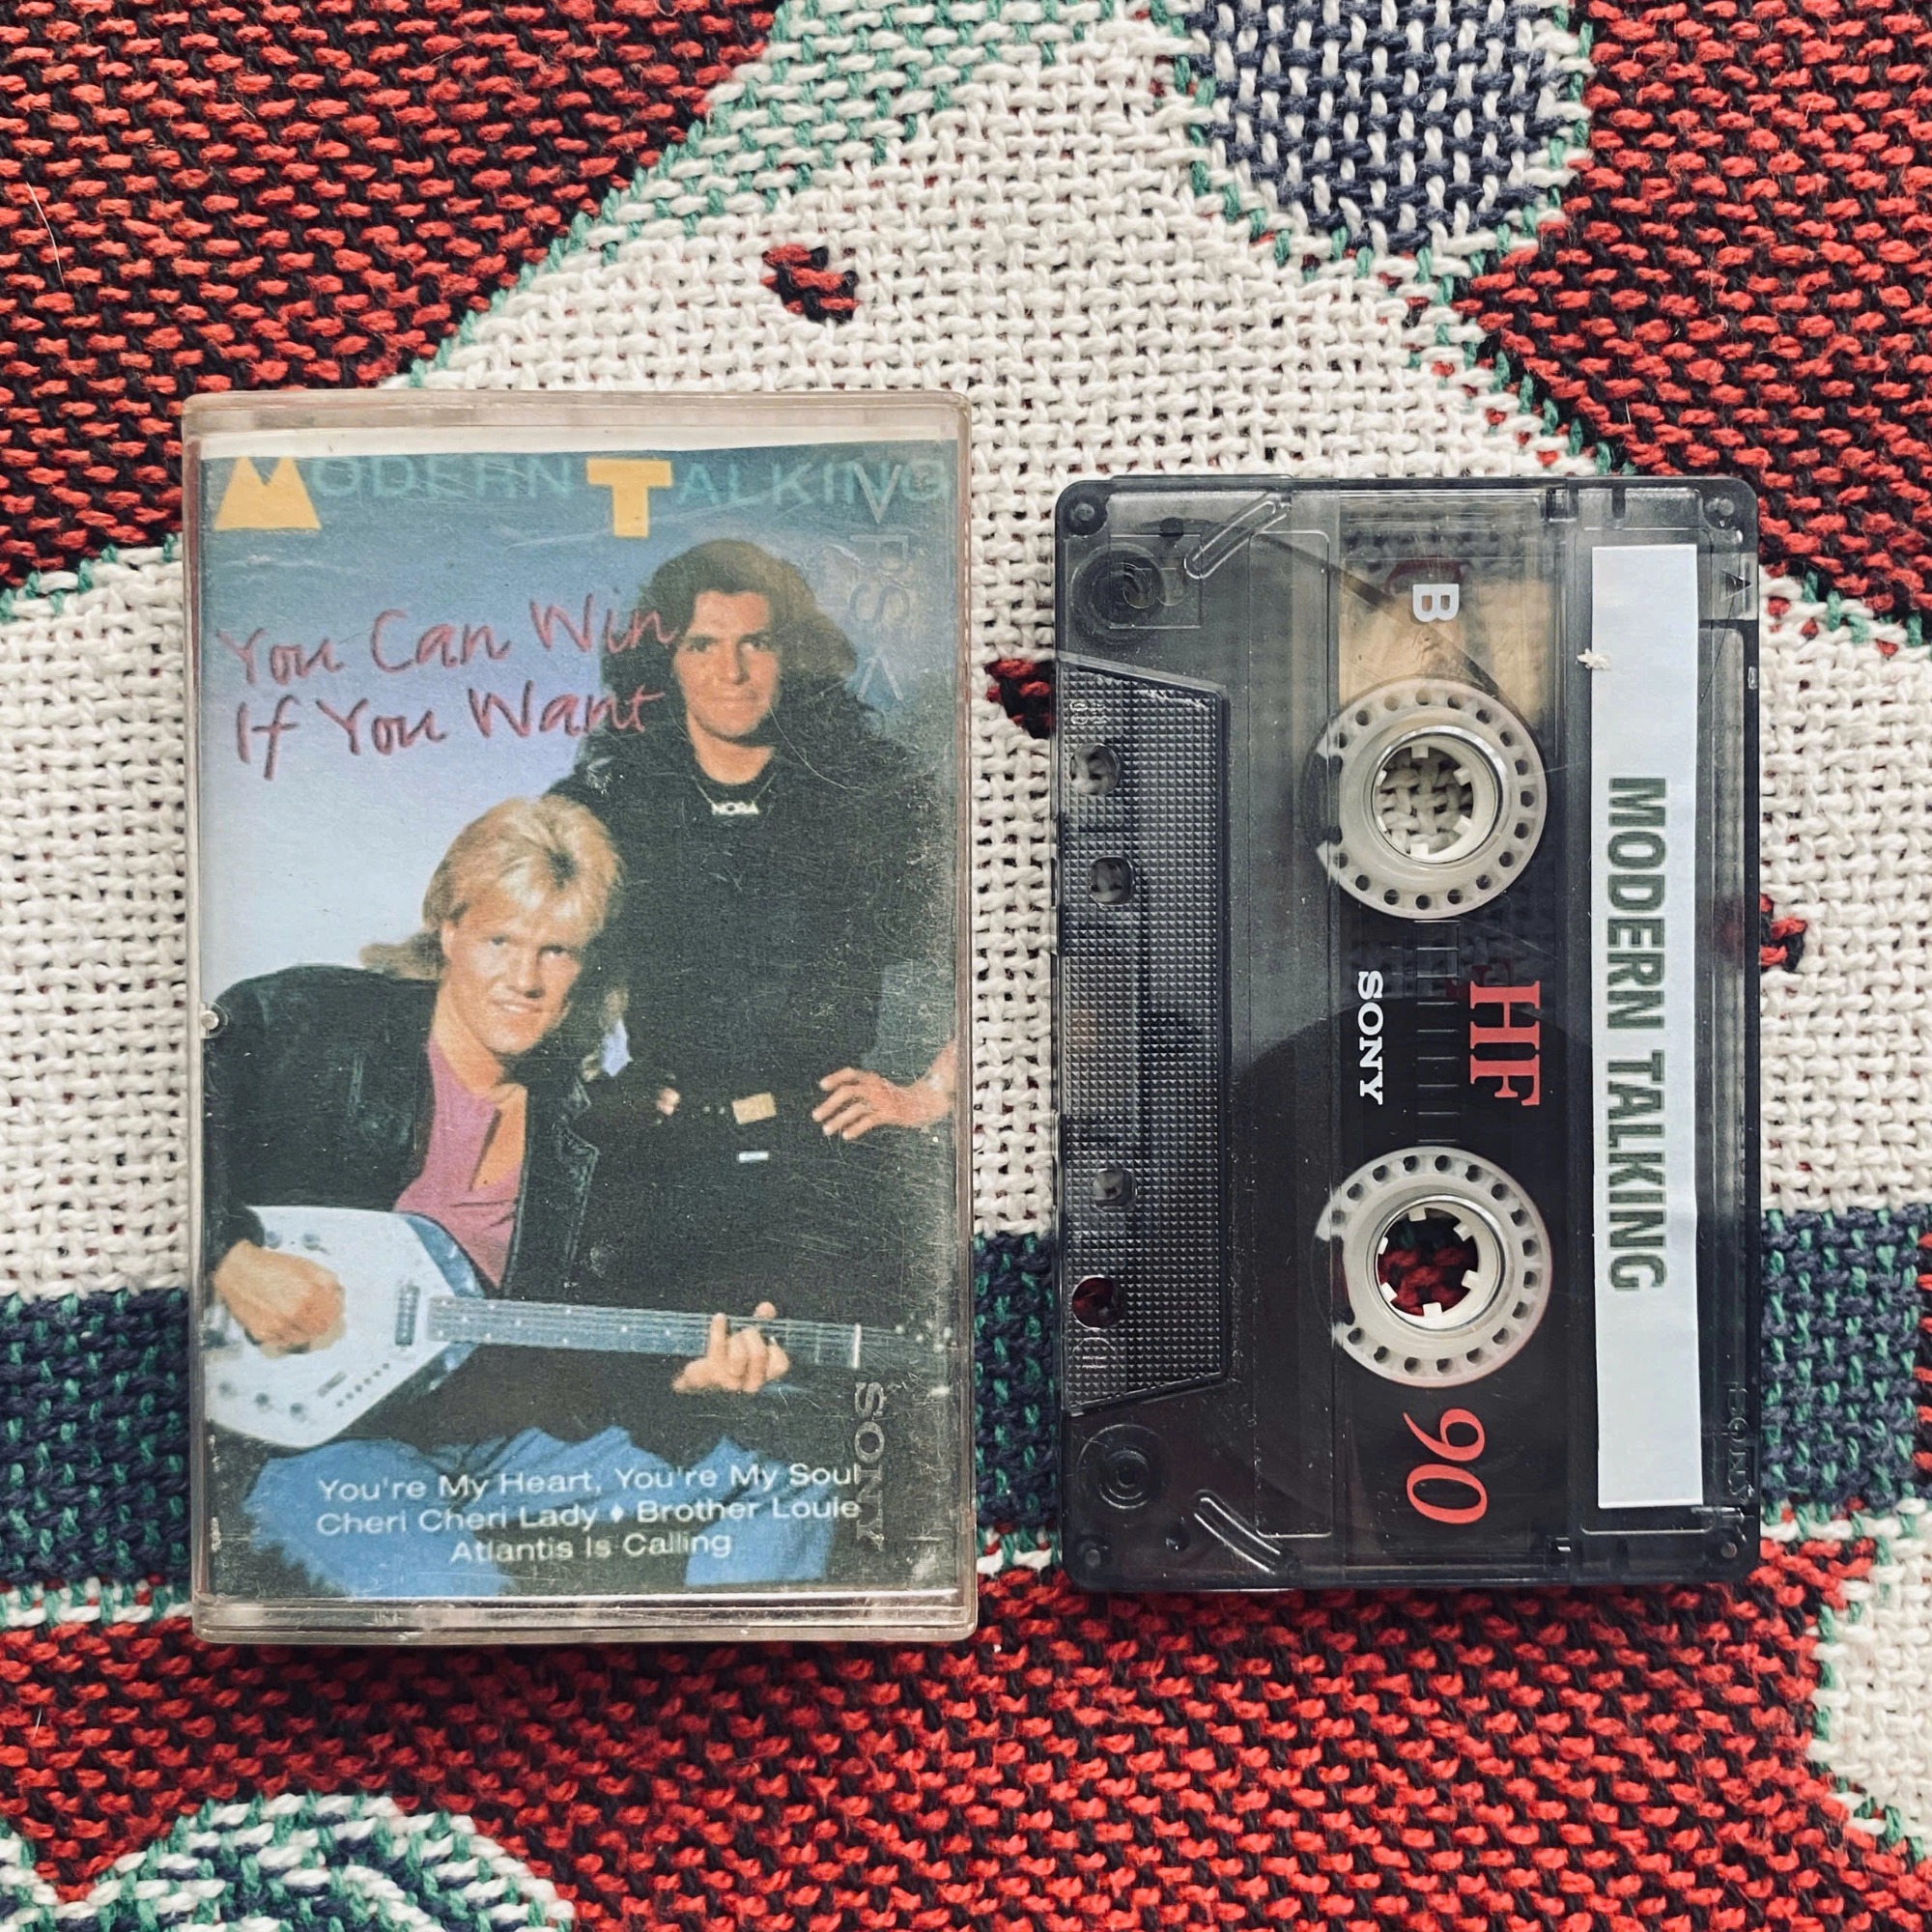 MODERN TALKING
You Can Win
If You Want
NORA
You're My Heart, You're My Soul
Cheri Cheri Lady ♦ Brother Louie
Atlantis Is Calling
SONY
B
SONY
HF
90
MODERN TALKING